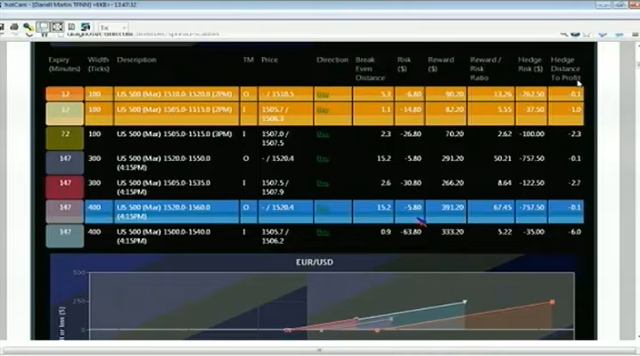 HotCam - [Darrell Martin TFNN] <4KB> - 13:47:32
Expiry (Minutes) Width (Ticks) Description TM Price Direction Break Even Distance Risk ($) Reward ($) Reward / Risk Ratio Hedge Risk ($) Hedge Distance To Profit
12 100 US 500 (Mar) 1510.0-1520.0 (2PM) O - / 1510.5 Buy 5.3 -6.80 90.20 13.26 -262.50 -0.1
12 100 US 500 (Mar) 1505.0-1515.0 (2PM) I 1505.7 / 1506.3 Buy 1.1 -14.80 82.20 5.55 -37.50 -1.0
72 100 US 500 (Mar) 1505.0-1515.0 (3PM) I 1507.0 / 1507.5 Buy 2.3 -26.80 70.20 2.62 -100.00 -2.3
147 300 US 500 (Mar) 1520.0-1550.0 (4:15PM) O - / 1520.4 Buy 15.2 -5.80 291.20 50.21 -757.50 -0.1
147 300 US 500 (Mar) 1505.0-1535.0 (4:15PM) I 1507.5 / 1507.9 Buy 2.6 -30.80 266.20 8.64 -122.50 -2.7
147 400 US 500 (Mar) 1520.0-1560.0 (4:15PM) O - / 1520.4 Buy 15.2 -5.80 391.20 67.45 -757.50 -0.1
147 400 US 500 (Mar) 1500.0-1540.0 (4:15PM) I 1505.7 / 1506.2 Buy 0.9 -63.80 333.20 5.22 -35.00 -6.0
EUR/USD
500
250
0